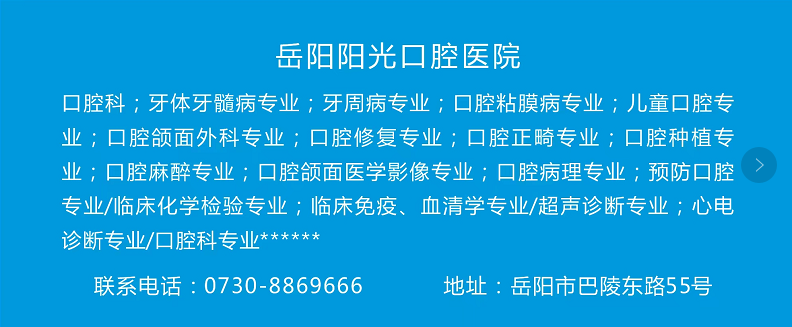 岳阳阳光口腔医院
口腔科；牙体牙髓病专业；牙周病专业；口腔粘膜病专业；儿童口腔专
业；口腔颌面外科专业；口腔修复专业；口腔正畸专业；口腔种植专
业；口腔麻醉专业；口腔颌面医学影像专业；口腔病理专业；预防口腔
专业/临床化学检验专业；临床免疫、血清学专业/超声诊断专业；心电
诊断专业/口腔科专业******
联系电话：0730-8869666 地址：岳阳市巴陵东路55号